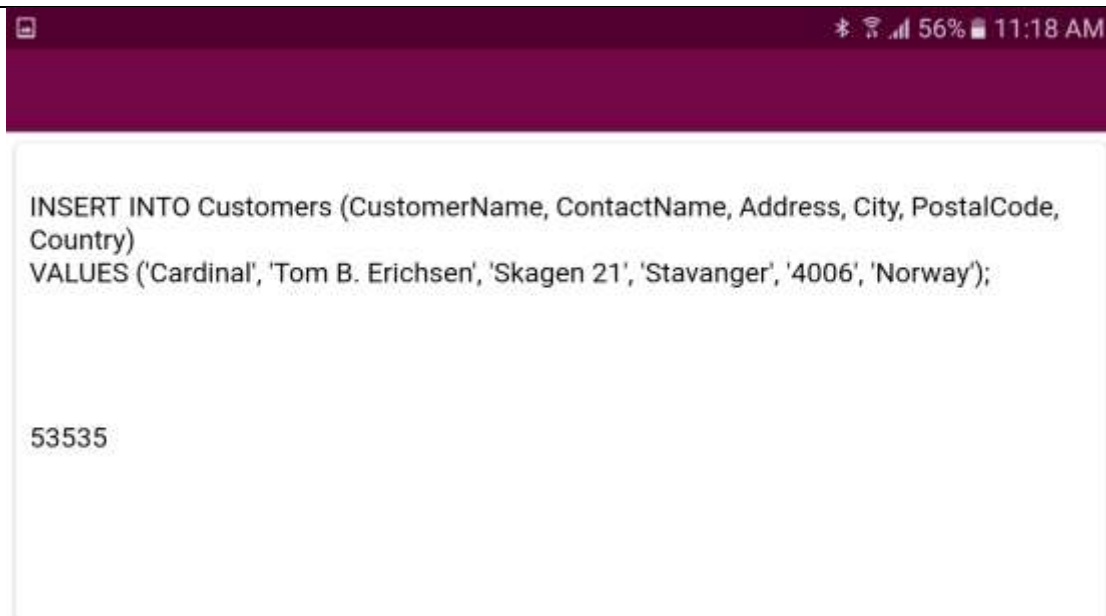 56% 11:18 AM
INSERT INTO Customers (CustomerName, ContactName, Address, City, PostalCode,
Country)
VALUES ('Cardinal', 'Tom B. Erichsen', 'Skagen 21', 'Stavanger', '4006', 'Norway');
53535